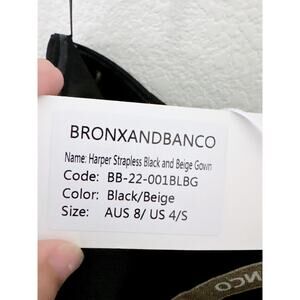 BRONXANDBANCO
Name: Harper Strapless Black and Beige Gown
Code: BB-22-001BLBG
Color: Black/Beige
Size: AUS 8/ US 4/S
NCO